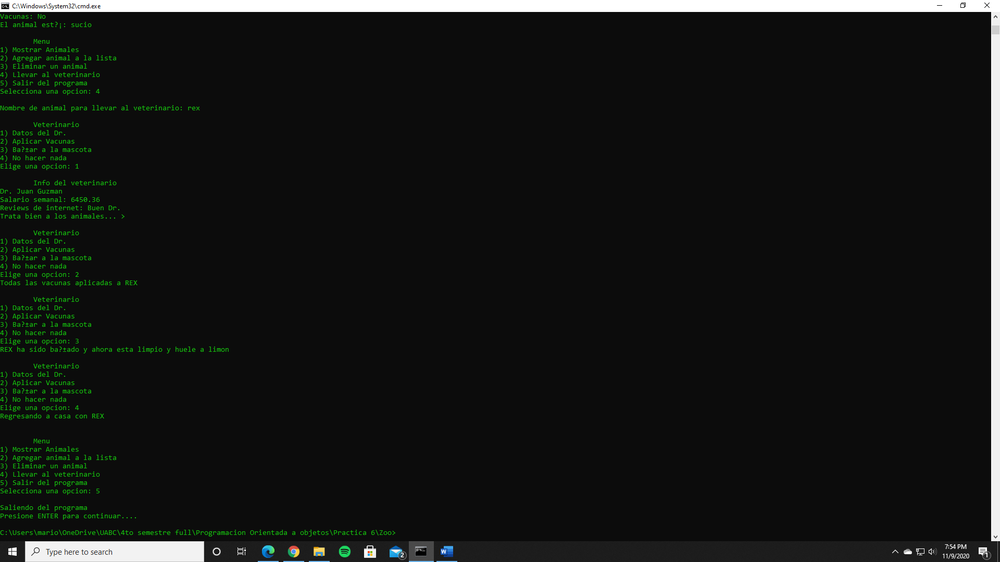 C:\Windows\System32\cmd.exe
Vacunas: No
El animal est?¡: sucio
Menu
1) Mostrar Animales
2) Agregar animal a la lista
3) Eliminar un animal
4) Llevar al veterinario
5) Salir del programa
Selecciona una opcion: 4
Nombre de animal para llevar al veterinario: rex
Veterinario
1) Datos del Dr.
2) Aplicar Vacunas
3) Ba?±ar a la mascota
4) No hacer nada
Elige una opcion: 1
Info del veterinario
Dr. Juan Guzman
Salario semanal: 6450.36
Reviews de internet: Buen Dr.
Trata bien a los animales... >
Veterinario
1) Datos del Dr.
2) Aplicar Vacunas
3) Ba?±ar a la mascota
4) No hacer nada
Elige una opcion: 2
Todas las vacunas aplicadas a REX
Veterinario
1) Datos del Dr.
2) Aplicar Vacunas
3) Ba?±ar a la mascota
4) No hacer nada
Elige una opcion: 3
REX ha sido ba?±ado y ahora esta limpio y huele a limon
Veterinario
1) Datos del Dr.
2) Aplicar Vacunas
3) Ba?±ar a la mascota
4) No hacer nada
Elige una opcion: 4
Regresando a casa con REX
Menu
1) Mostrar Animales
2) Agregar animal a la lista
3) Eliminar un animal
4) Llevar al veterinario
5) Salir del programa
Selecciona una opcion: 5
Saliendo del programa
Presione ENTER para continuar....
C:\Users\mario\OneDrive\UABC\4to semestre full\Programacion Orientada a objetos\Practica 6\Zoo>
Type here to search
2
7:54 PM
11/9/2020
1